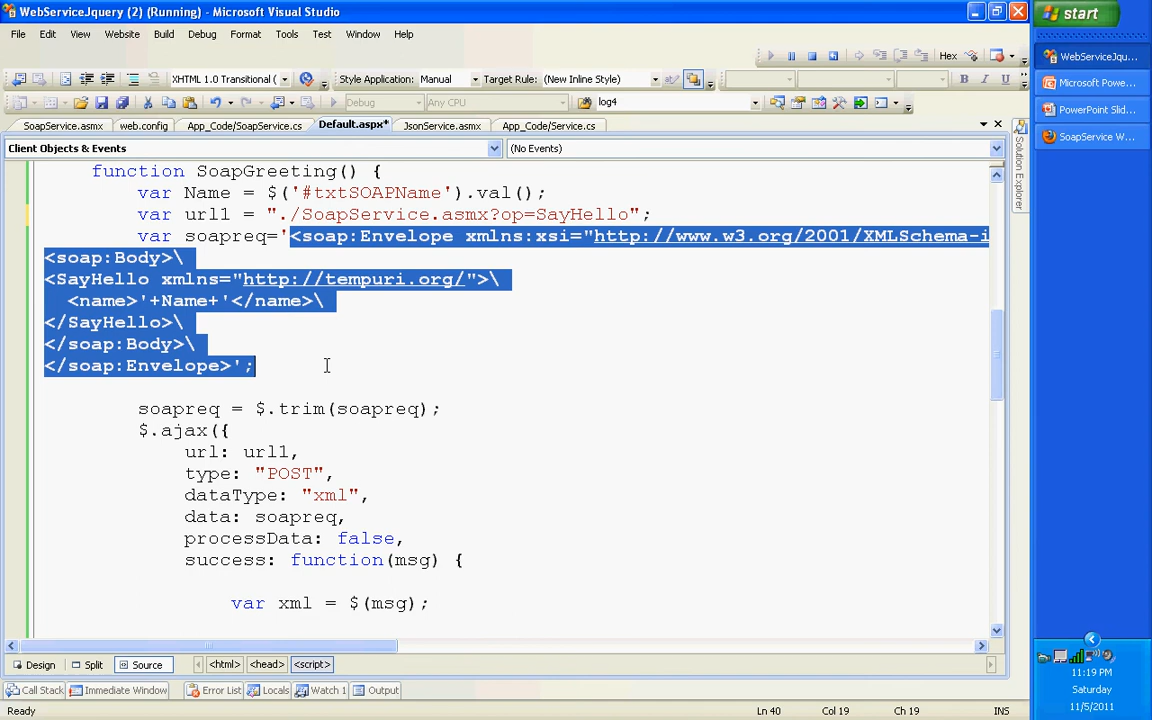 WebServiceJquery (2) (Running) - Microsoft Visual Studio
start
File Edit View Website Build Debug Format Tools Test Window Help
Hex
WebServiceJqu...
XHTML 1.0 Transitional ( Style Application: Manual Target Rule: (New Inline Style) B I U
Microsoft Powe...
Debug Any CPU log4
PowerPoint Slid...
SoapService.asmx web.config App_Code/SoapService.cs Default.aspx* JsonService.asmx App_Code/Service.cs
SoapService W...
Client Objects & Events (No Events)
Solution Explorer
function SoapGreeting() {
var Name = $('#txtSOAPName').val();
var url1 = "./SoapService.asmx?op=SayHello";
var soapreq='<soap:Envelope xmlns:xsi="http://www.w3.org/2001/XMLSchema-i
<soap:Body>\
<SayHello xmlns="http://tempuri.org/">\
<name>'+Name+'</name>\
</SayHello>\
</soap:Body>\
</soap:Envelope>';
soapreq = $.trim(soapreq);
$.ajax({
url: url1,
type: "POST",
dataType: "xml",
data: soapreq,
processData: false,
success: function(msg) {
var xml = $(msg);
Design Split Source <html> <head> <script>
Call Stack Immediate Window Error List Locals Watch 1 Output
Ready Ln 40 Col 19 Ch 19 INS
11:19 PM
Saturday
11/5/2011